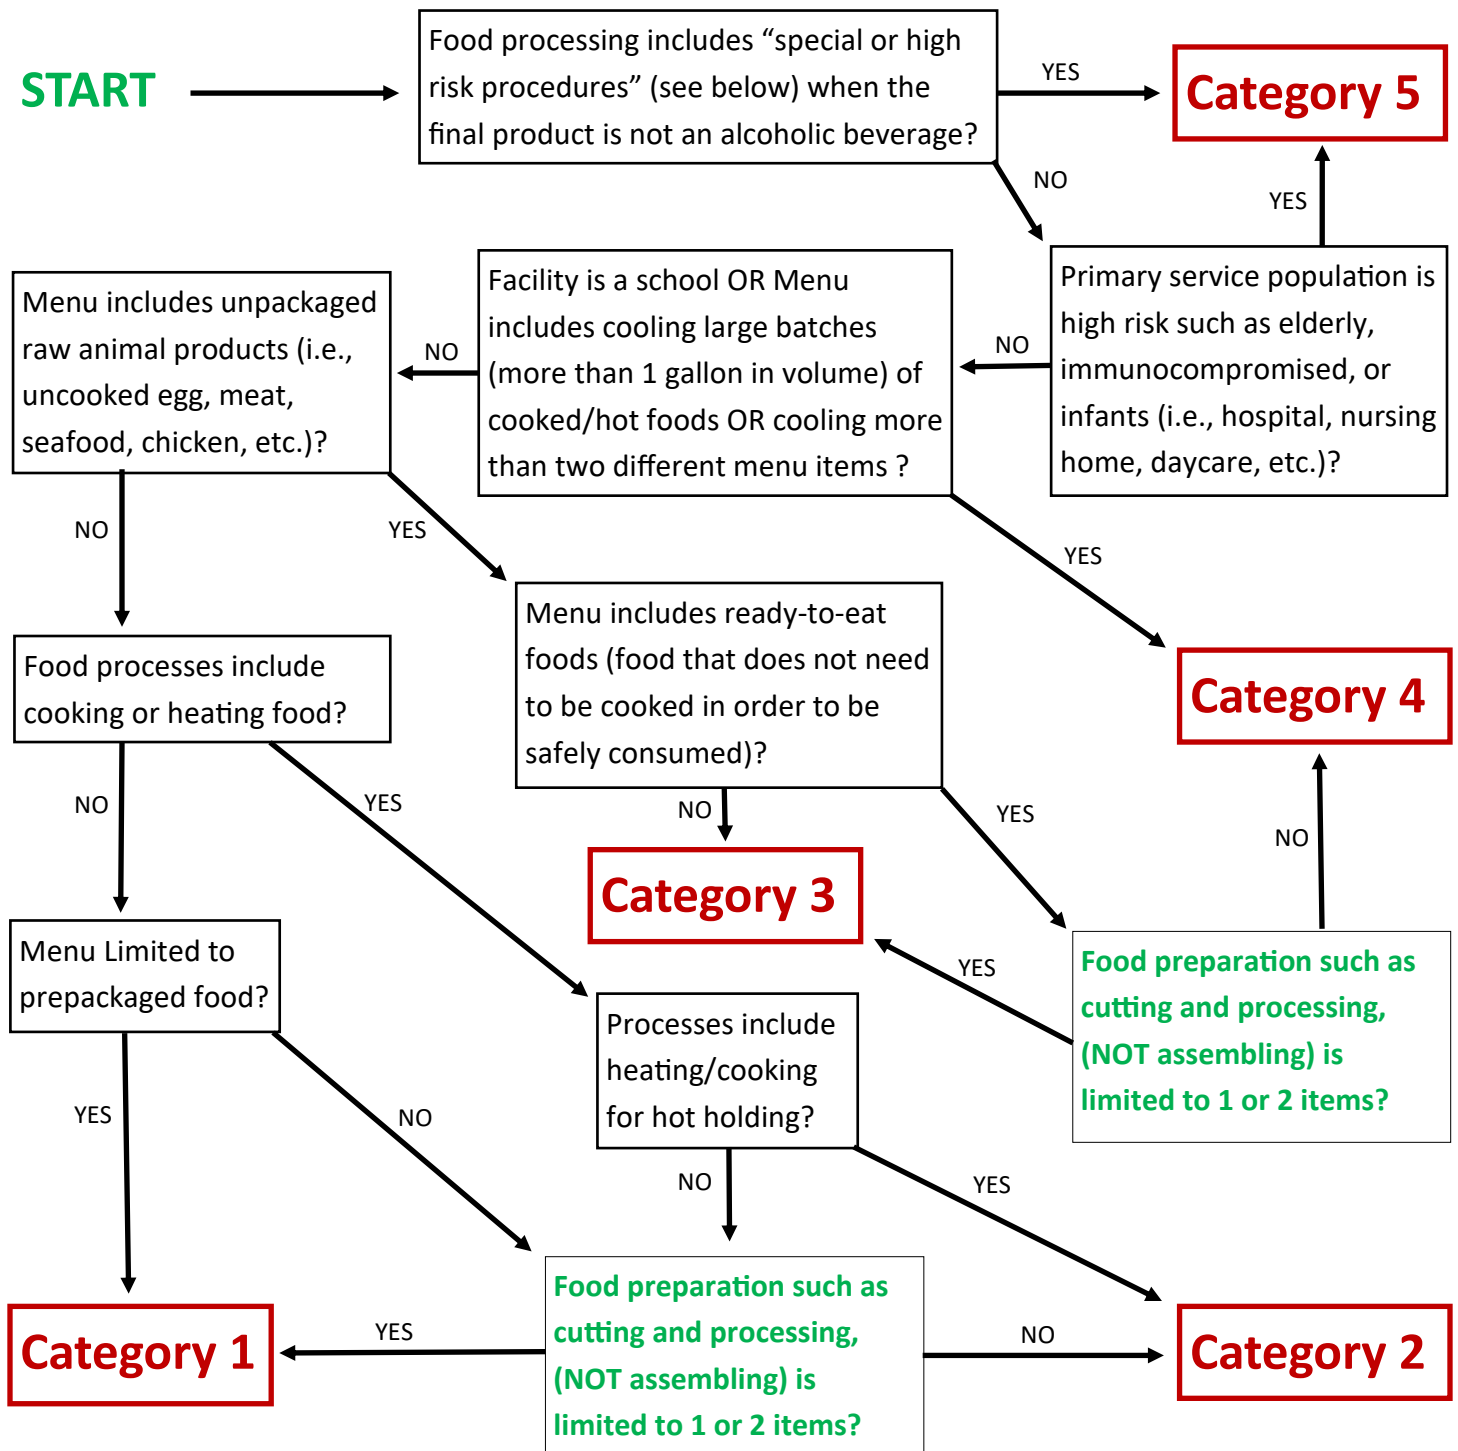 START
Food processing includes “special or high
risk procedures” (see below) when the
final product is not an alcoholic beverage?
YES
Category 5
NO
YES
Primary service population is
high risk such as elderly,
immunocompromised, or
infants (i.e., hospital, nursing
home, daycare, etc.)?
NO
Facility is a school OR Menu
includes cooling large batches
(more than 1 gallon in volume) of
cooked/hot foods OR cooling more
than two different menu items ?
NO
YES
Menu includes unpackaged
raw animal products (i.e.,
uncooked egg, meat,
seafood, chicken, etc.)?
NO
YES
Menu includes ready-to-eat
foods (food that does not need
to be cooked in order to be
safely consumed)?
NO
YES
Category 4
NO
Food processes include
cooking or heating food?
NO
YES
Category 3
YES
Food preparation such as
cutting and processing,
(NOT assembling) is
limited to 1 or 2 items?
Menu Limited to
prepackaged food?
YES
NO
Processes include
heating/cooking
for hot holding?
NO
YES
Category 1
YES
Food preparation such as
cutting and processing,
(NOT assembling) is
limited to 1 or 2 items?
NO
Category 2